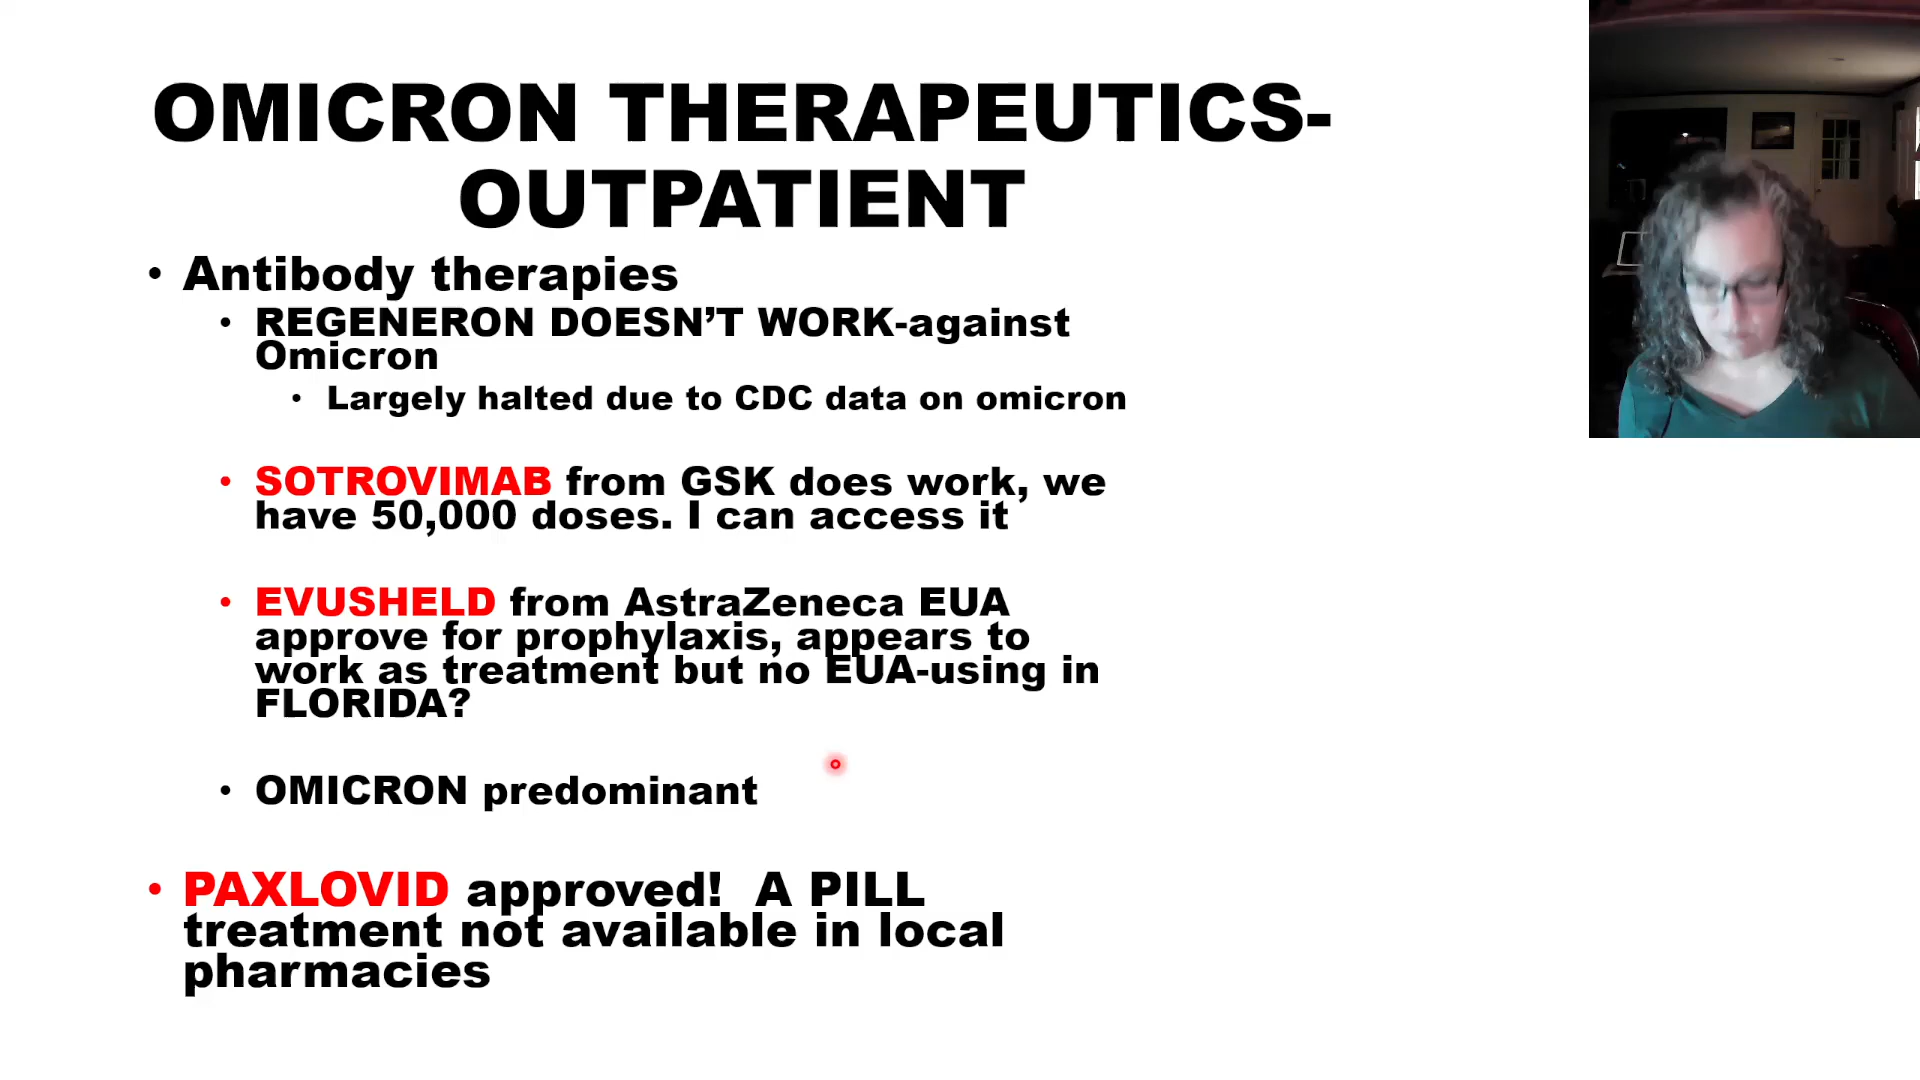 OMICRON THERAPEUTICS-
OUTPATIENT
• Antibody therapies
• REGENERON DOESN’T WORK-against
Omicron
• Largely halted due to CDC data on omicron
• SOTROVIMAB from GSK does work, we
have 50,000 doses. I can access it
• EVUSHELD from AstraZeneca EUA
approve for prophylaxis, appears to
work as treatment but no EUA-using in
FLORIDA?
• OMICRON predominant
• PAXLOVID approved!  A PILL
treatment not available in local
pharmacies